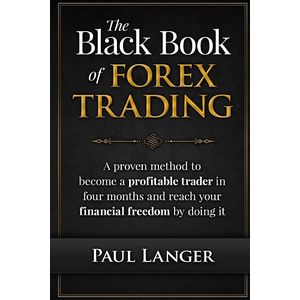 The
Black Book
of FOREX
TRADING
A proven method to
become a profitable trader in
four months and reach your
financial freedom by doing it
PAUL LANGER